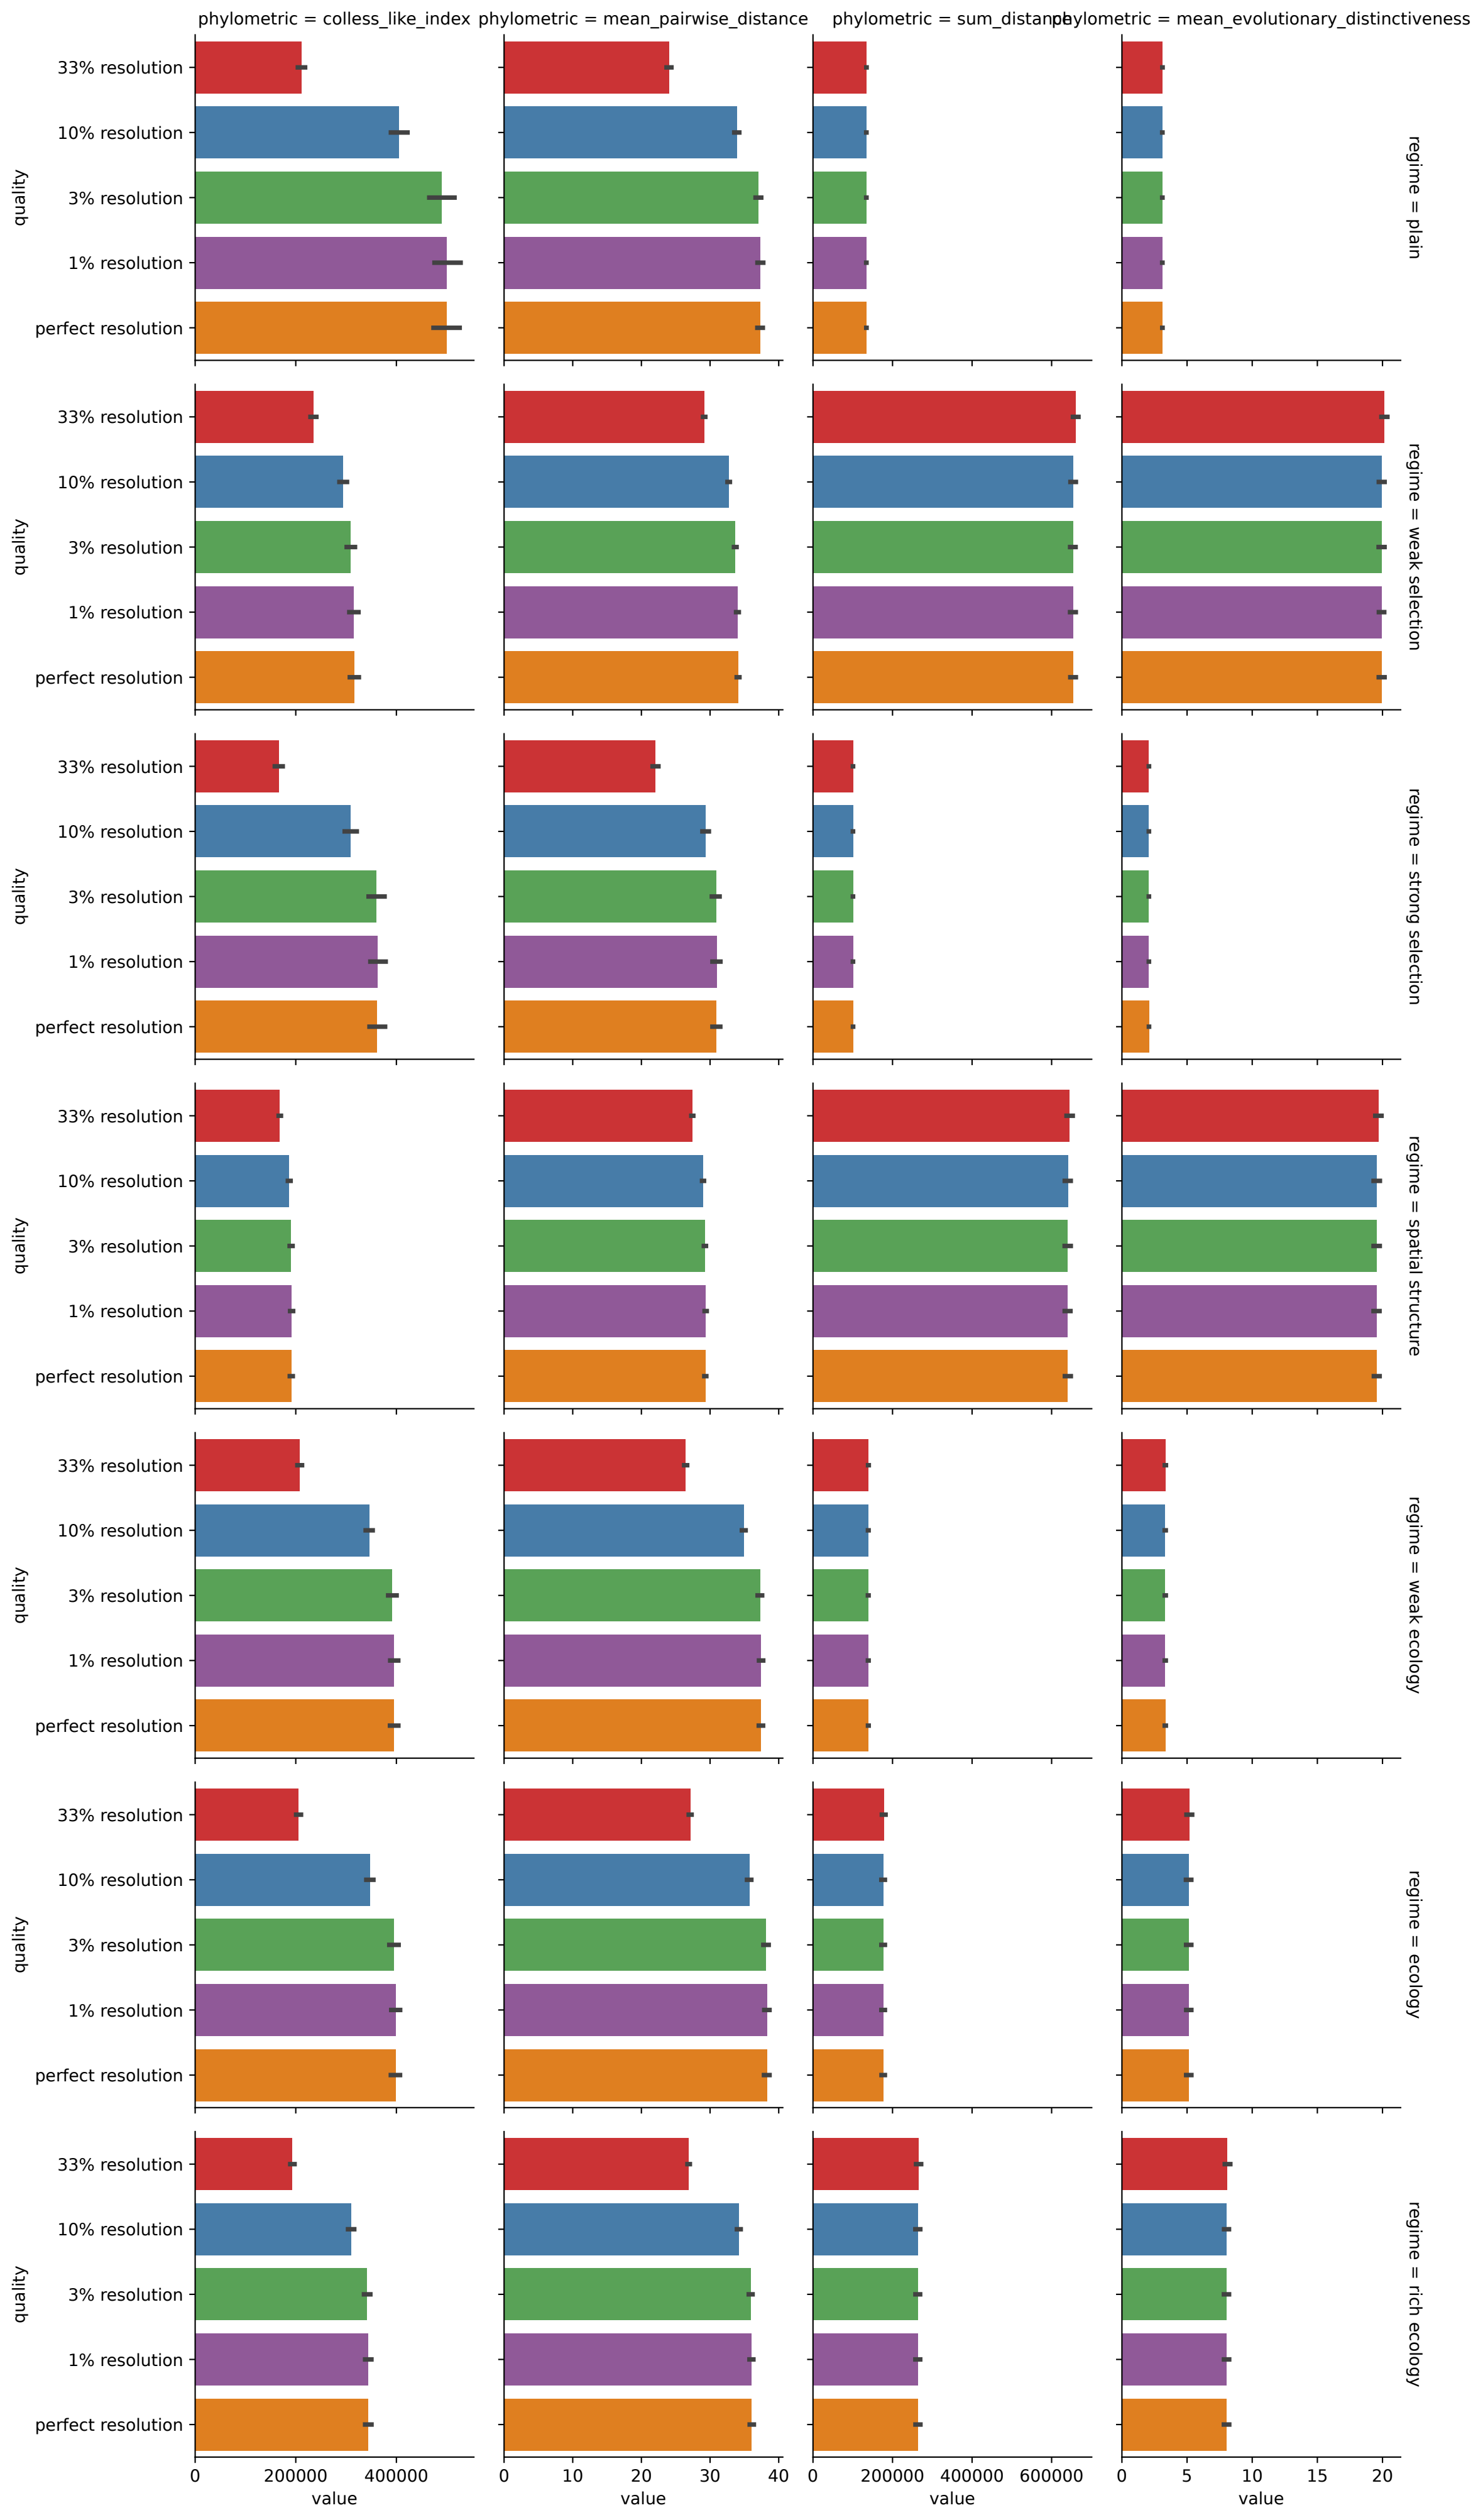 phylometric = colless_like_index
phylometric = mean_pairwise_distance
phylometric = sum_distance
phylometric = mean_evolutionary_distinctiveness
quality
33% resolution
10% resolution
3% resolution
1% resolution
perfect resolution
regime = plain
quality
33% resolution
10% resolution
3% resolution
1% resolution
perfect resolution
regime = weak selection
quality
33% resolution
10% resolution
3% resolution
1% resolution
perfect resolution
regime = strong selection
quality
33% resolution
10% resolution
3% resolution
1% resolution
perfect resolution
regime = spatial structure
quality
33% resolution
10% resolution
3% resolution
1% resolution
perfect resolution
regime = weak ecology
quality
33% resolution
10% resolution
3% resolution
1% resolution
perfect resolution
regime = ecology
quality
33% resolution
10% resolution
3% resolution
1% resolution
perfect resolution
regime = rich ecology
0 200000 400000
0 10 20 30 40
0 200000 400000 600000
0 5 10 15 20
value
value
value
value